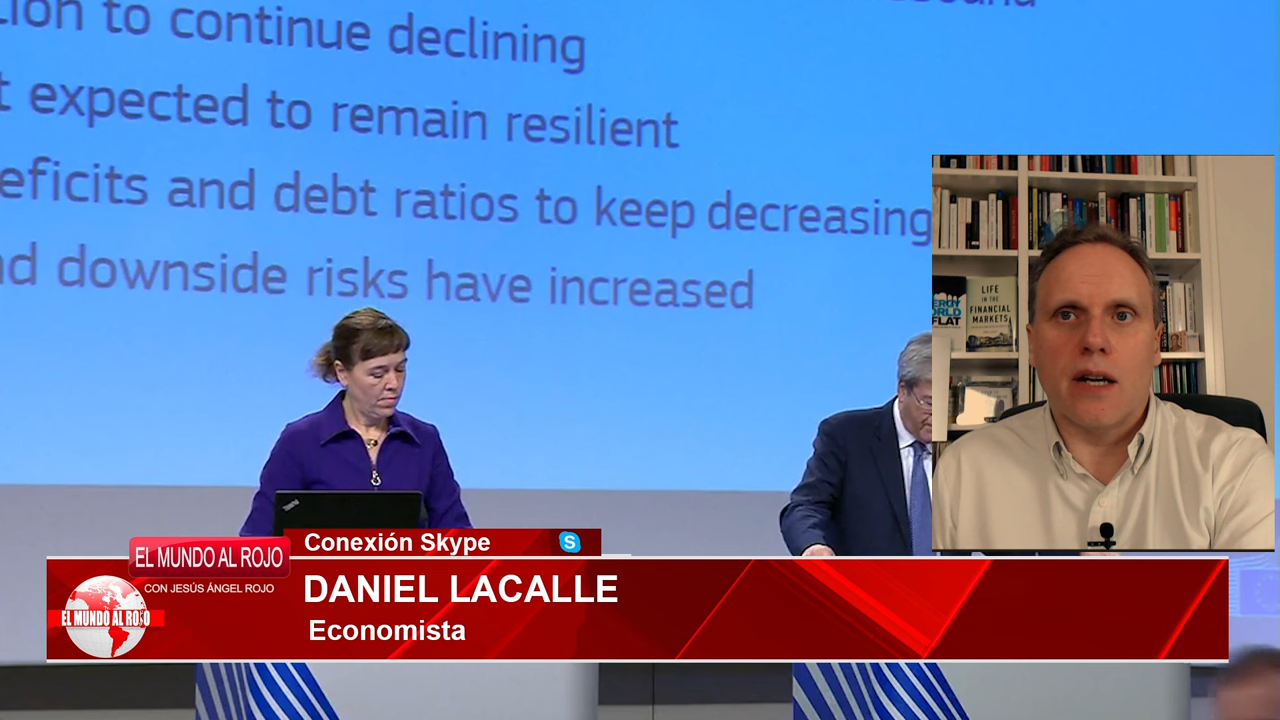 tion to continue declining
t expected to remain resilient
eficits and debt ratios to keep decreasing
nd downside risks have increased
LIFE
IN THE
FINANCIAL
MARKETS
FLAT
Conexión Skype
EL MUNDO AL ROJO
CON JESÚS ÁNGEL ROJO
EL MUNDO AL ROJO
DANIEL LACALLE
Economista
ThinkPad